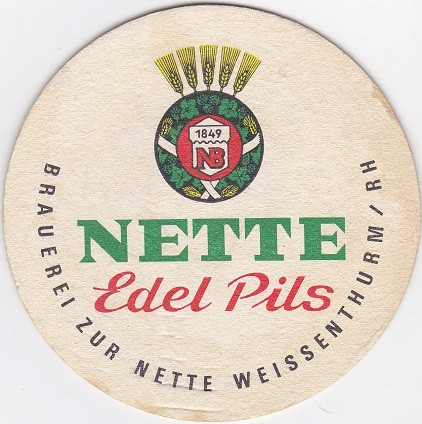 1849
NB
NETTE
Edel Pils
BRAUEREI ZUR NETTE WEISSENTHURM / RH